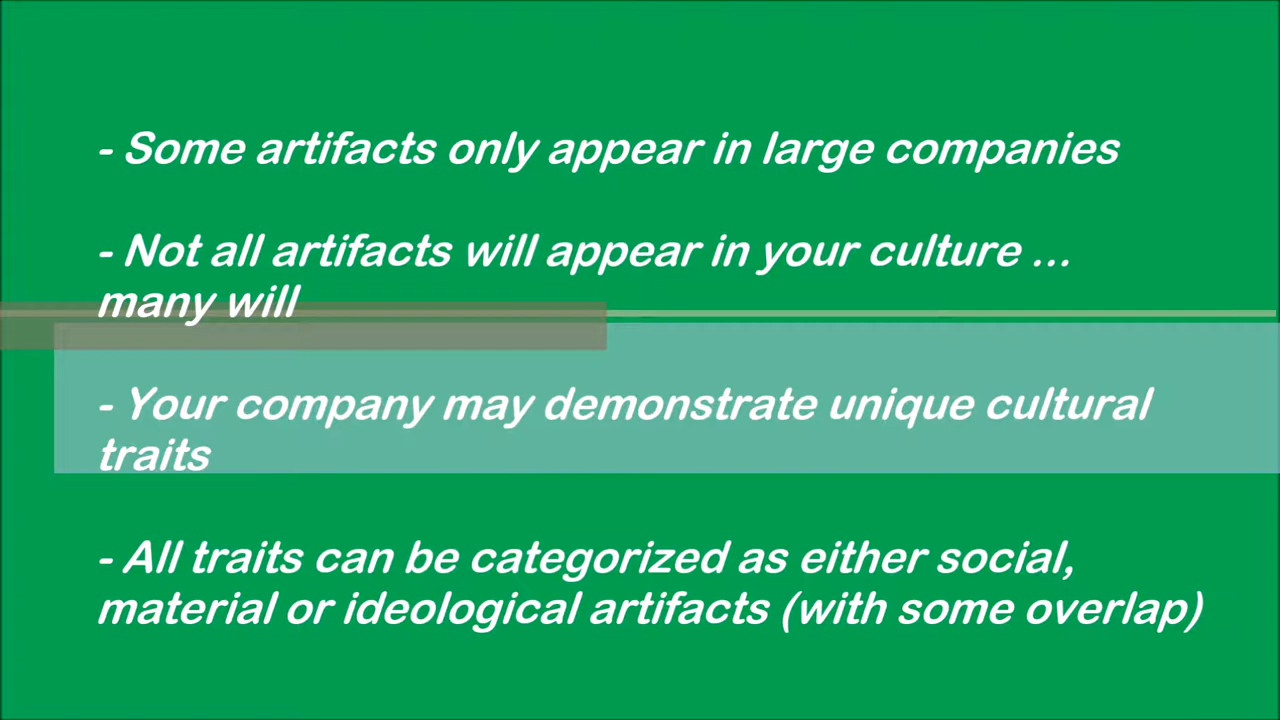 - Some artifacts only appear in large companies
- Not all artifacts will appear in your culture ...
many will
- Your company may demonstrate unique cultural
traits
- All traits can be categorized as either social,
material or ideological artifacts (with some overlap)